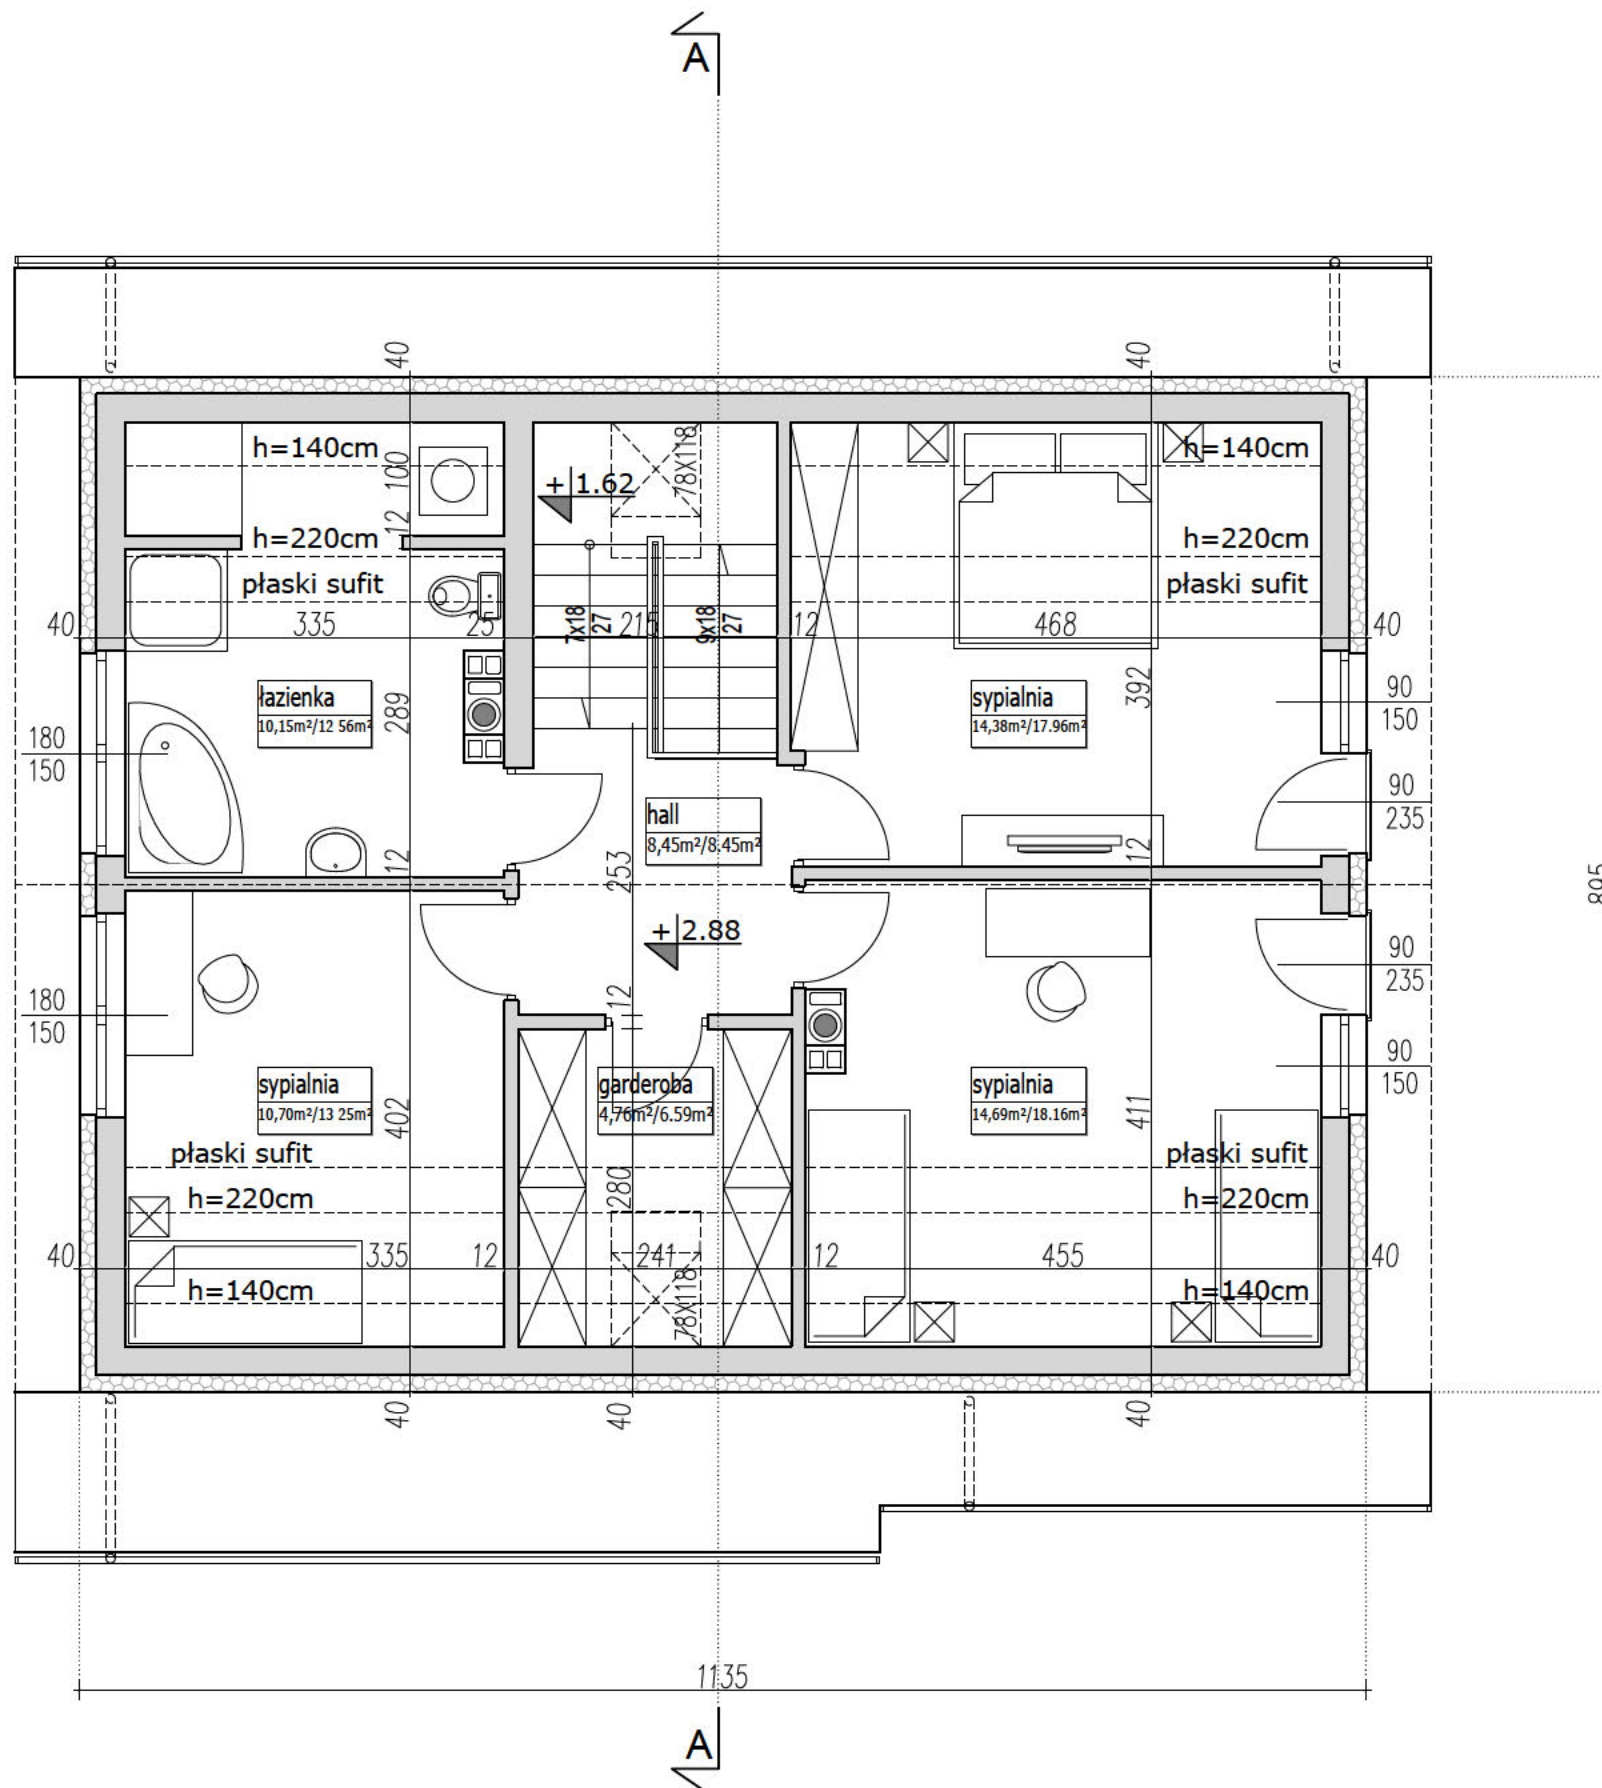 A
40
40
h=140cm
100
78X118
h=140cm
+ 1.62
12
h=220cm
h=220cm
płaski sufit
płaski sufit
40
335
25
7x18
27
215
9x18
27
12
468
40
łazienka
10,15m²/12 56m²
289
sypialnia
14,38m²/17.96m²
392
90
150
180
150
hall
8,45m²/8.45m²
90
235
12
253
12
+ 2.88
90
235
180
150
12
90
150
sypialnia
10,70m²/13 25m²
402
garderoba
4,76m²/6.59m²
sypialnia
14,69m²/18.16m²
411
895
płaski sufit
płaski sufit
h=220cm
280
h=220cm
40
335
12
241
12
455
40
h=140cm
78X118
h=140cm
40
40
40
1135
A